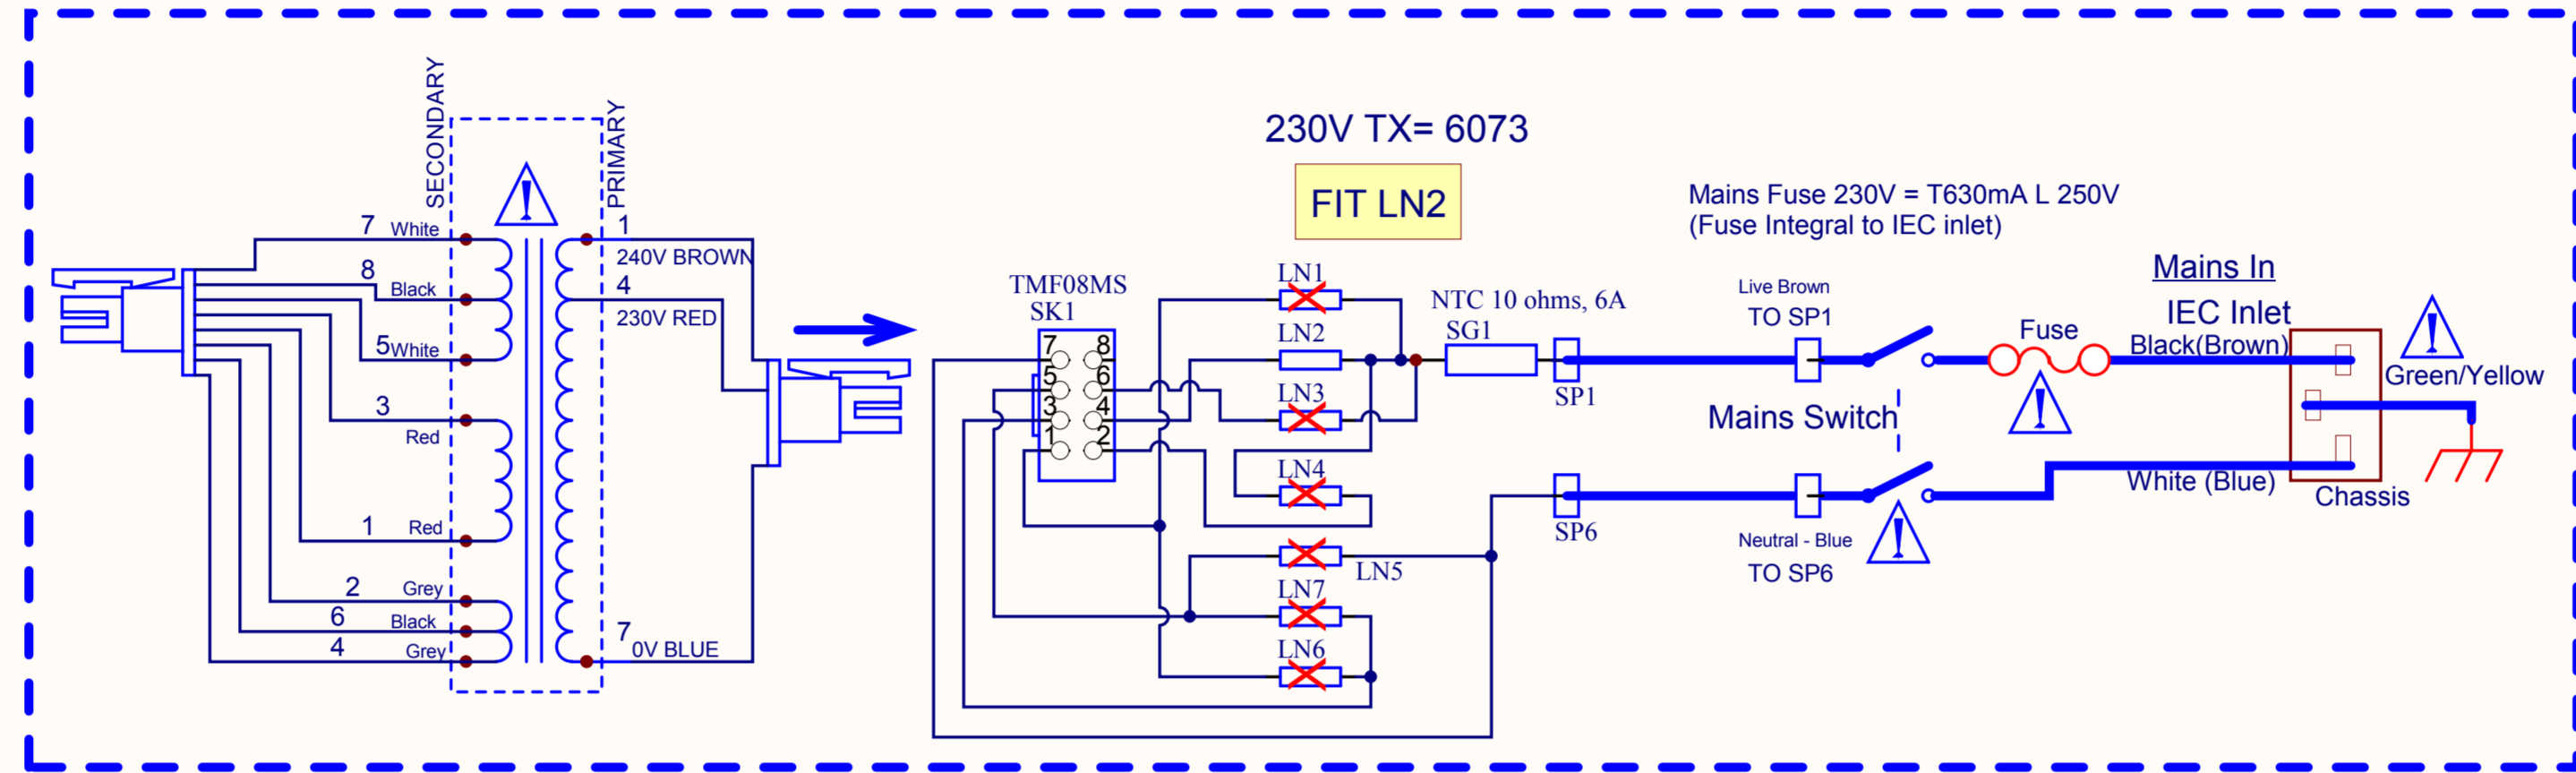 SECONDARY
PRIMARY
7 White
8
Black
5 White
3
Red
1 Red
2 Grey
6
Black
4 Grey
1
240V BROWN
4
230V RED
7
0V BLUE
230V TX= 6073
FIT LN2
TMF08MS
SK1
7 8
5 6
3 4
1 2
LN1
LN2
LN3
LN4
LN5
LN7
LN6
NTC 10 ohms, 6A
SG1
SP1
SP6
Mains Fuse 230V = T630mA L 250V
(Fuse Integral to IEC inlet)
Live Brown
TO SP1
Mains Switch
Neutral - Blue
TO SP6
Fuse
Mains In
IEC Inlet
Black(Brown)
Green/Yellow
White (Blue)
Chassis